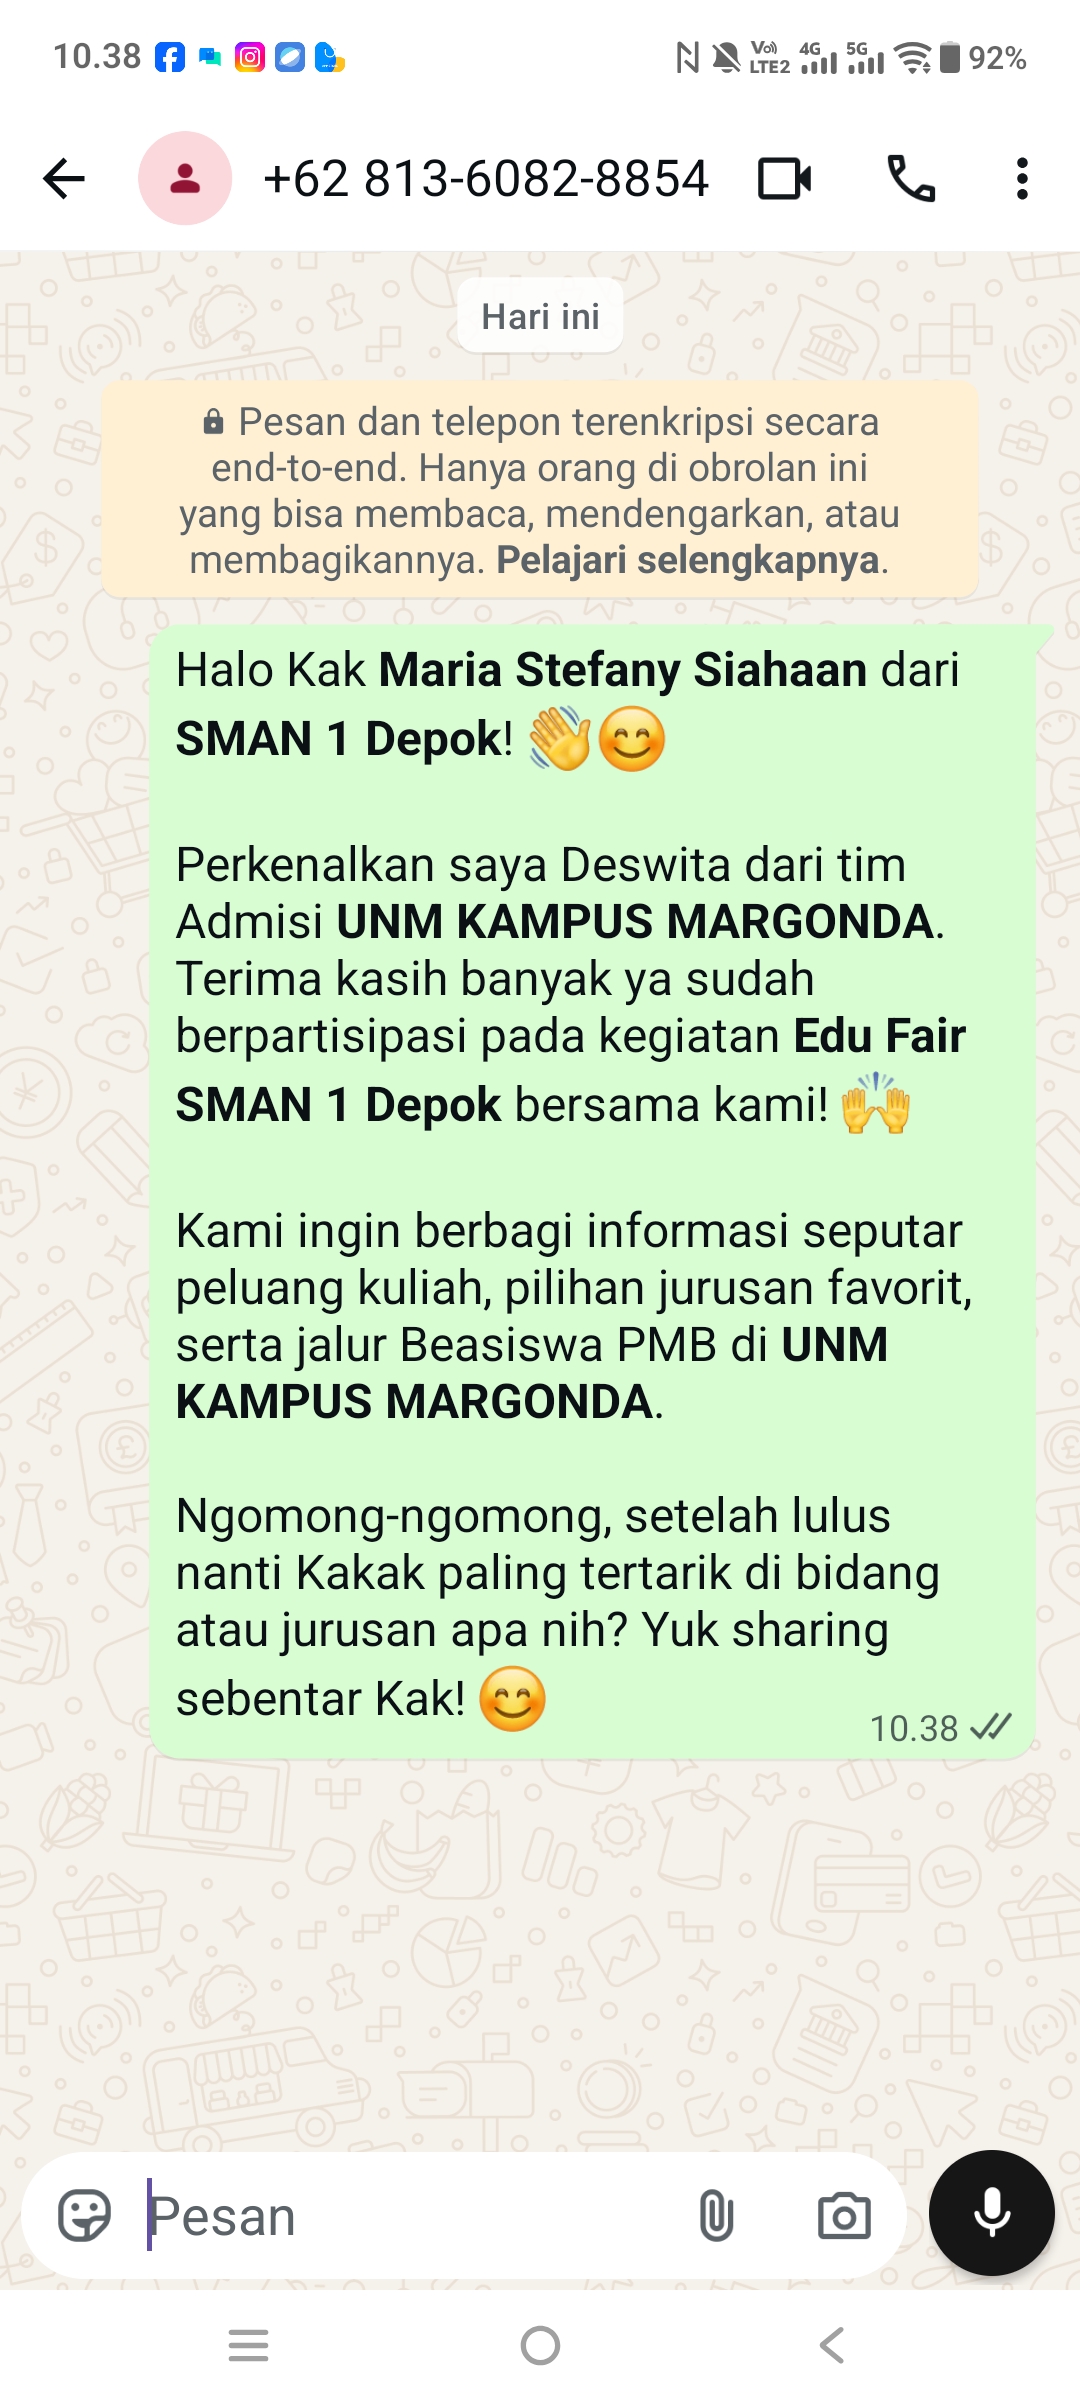 10.38 Vo) LTE2 4G 5G 92%
+62 813-6082-8854
Hari ini
Pesan dan telepon terenkripsi secara
end-to-end. Hanya orang di obrolan ini
yang bisa membaca, mendengarkan, atau
membagikannya. Pelajari selengkapnya.
Halo Kak Maria Stefany Siahaan dari
SMAN 1 Depok! 👋😊
Perkenalkan saya Deswita dari tim
Admisi UNM KAMPUS MARGONDA.
Terima kasih banyak ya sudah
berpartisipasi pada kegiatan Edu Fair
SMAN 1 Depok bersama kami! 🙌
Kami ingin berbagi informasi seputar
peluang kuliah, pilihan jurusan favorit,
serta jalur Beasiswa PMB di UNM
KAMPUS MARGONDA.
Ngomong-ngomong, setelah lulus
nanti Kakak paling tertarik di bidang
atau jurusan apa nih? Yuk sharing
sebentar Kak! 😊
10.38
Pesan